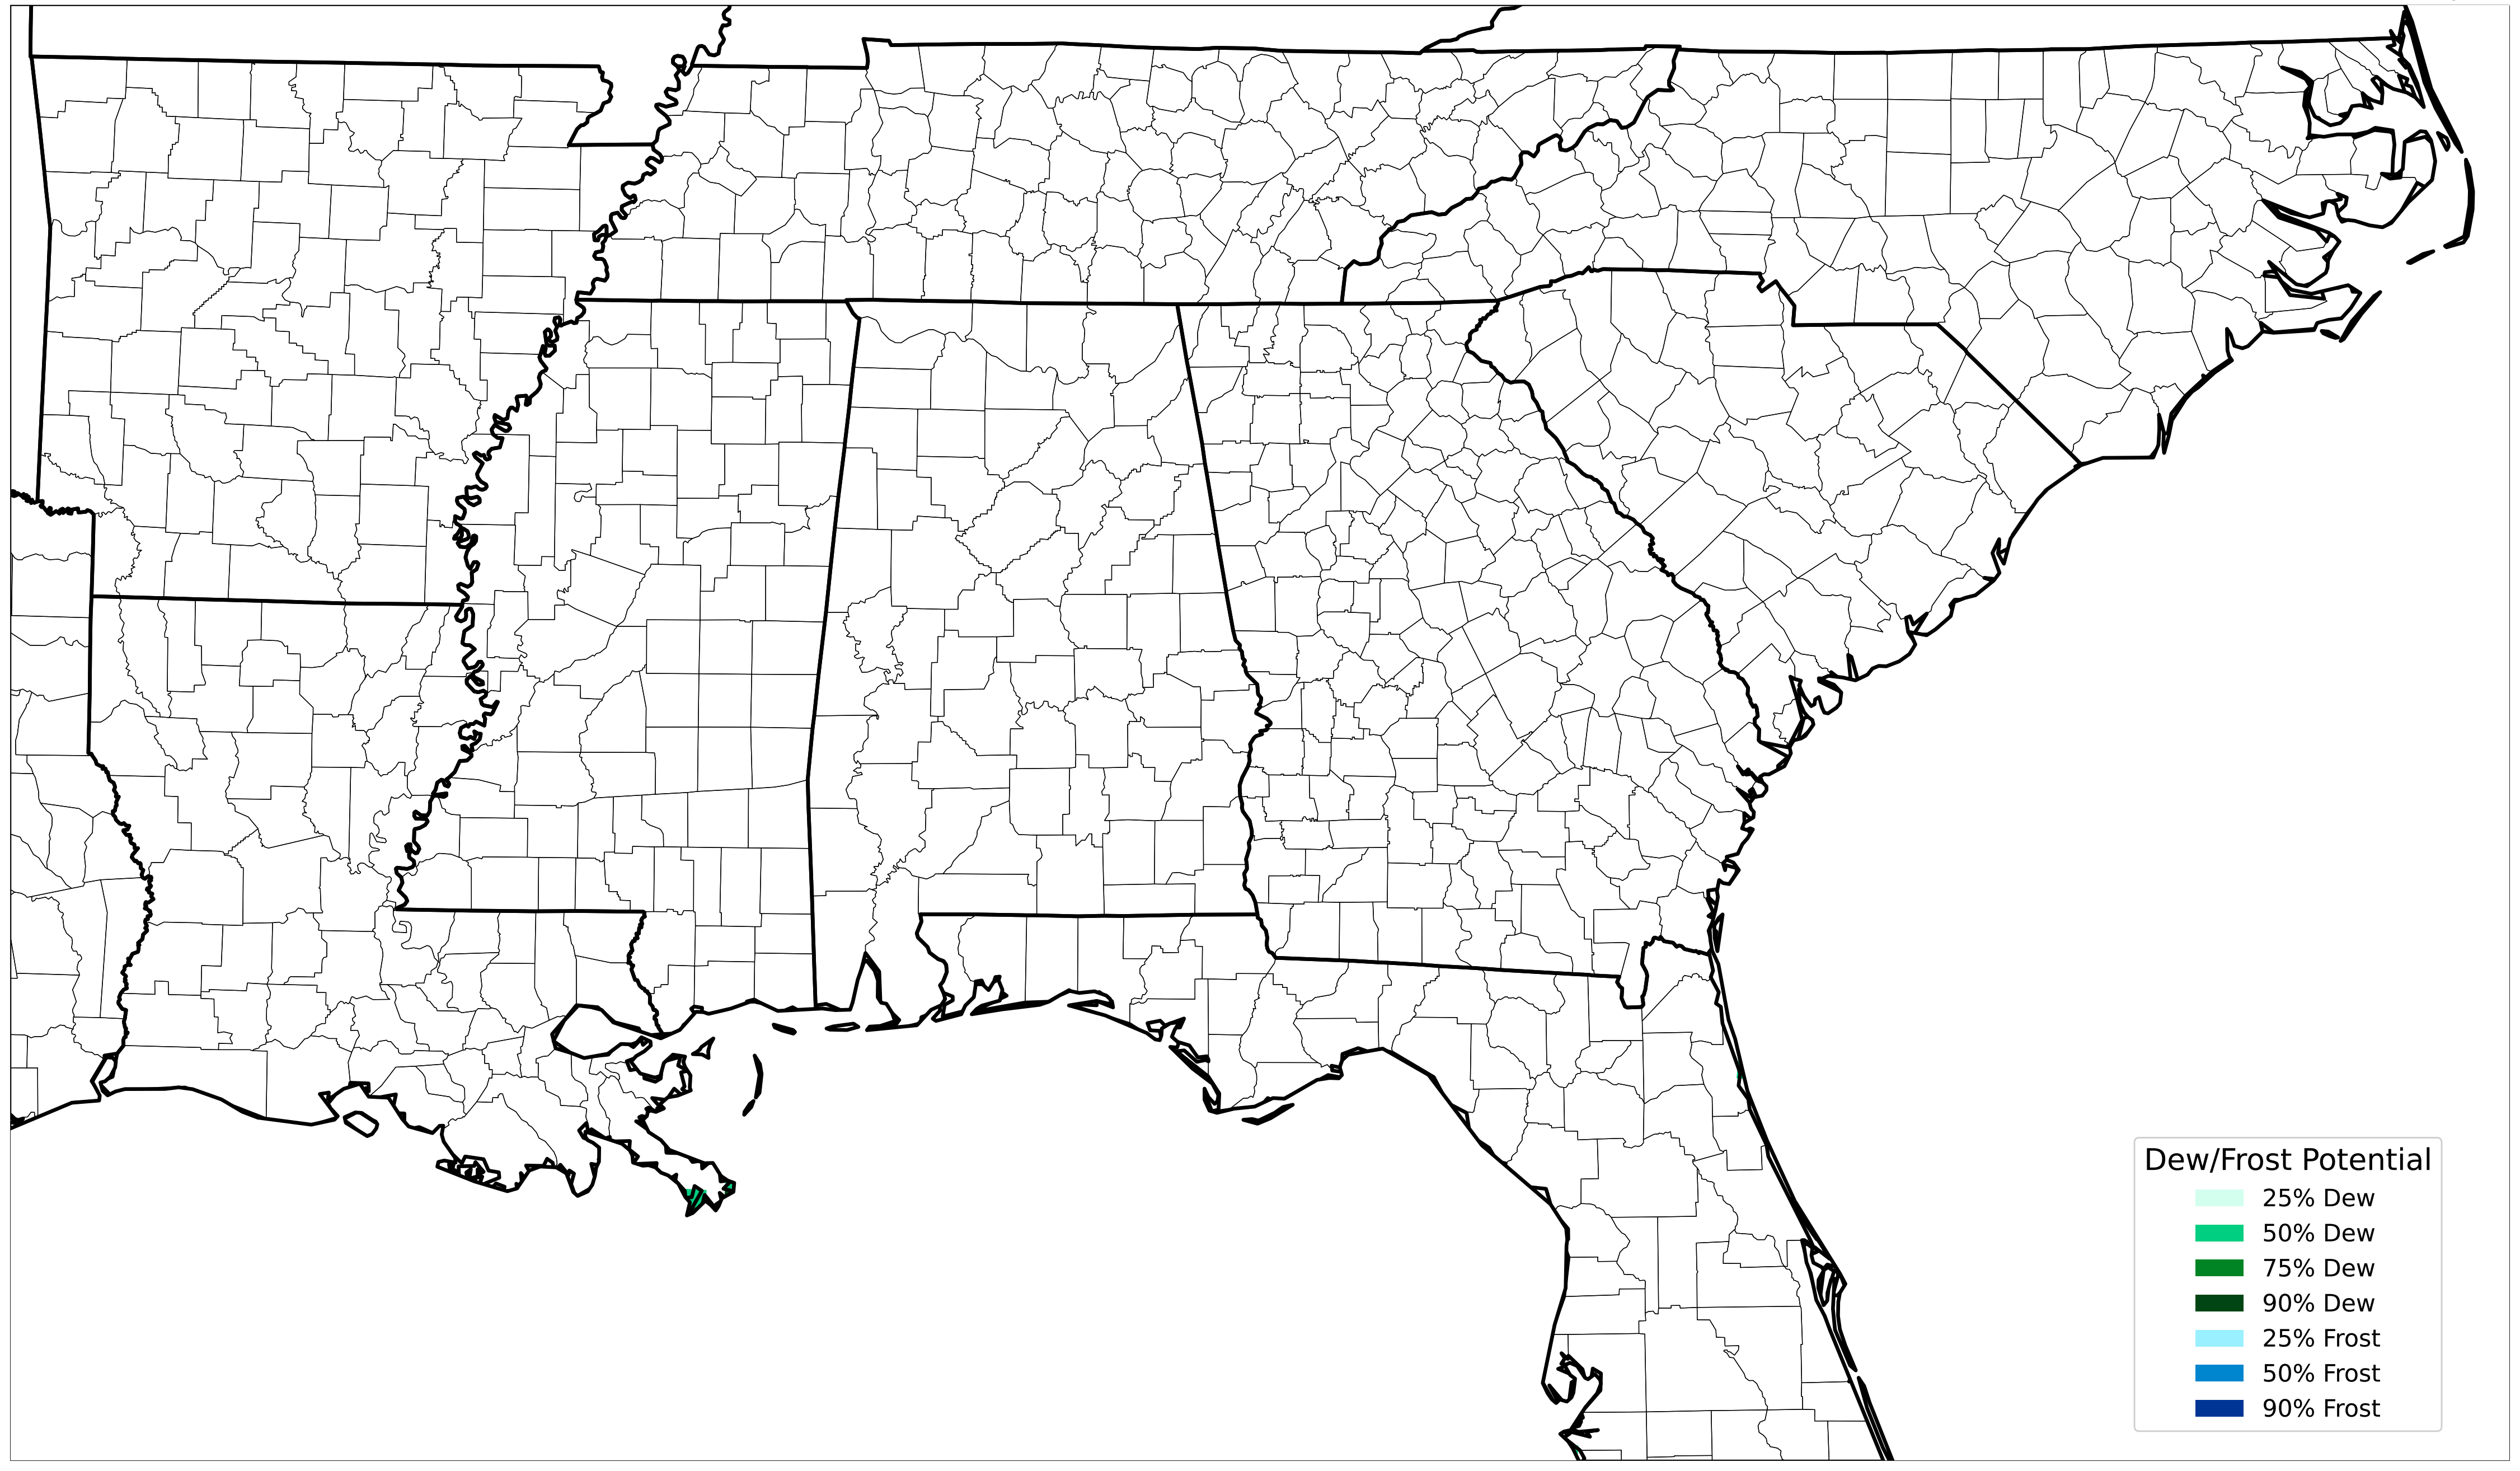 Dew/Frost Potential
25% Dew
50% Dew
75% Dew
90% Dew
25% Frost
50% Frost
90% Frost